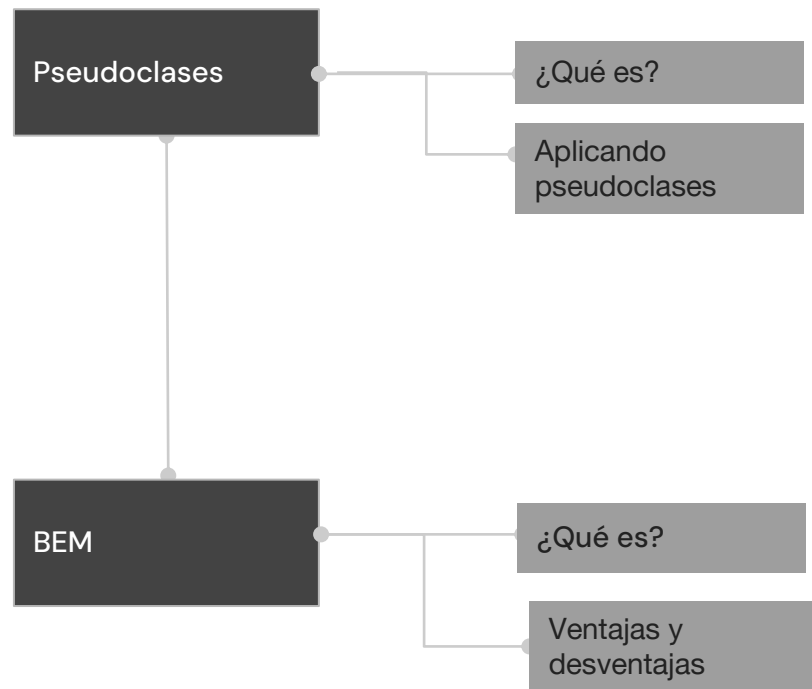 Pseudoclases
¿Qué es?
Aplicando
pseudoclases
BEM
¿Qué es?
Ventajas y
desventajas